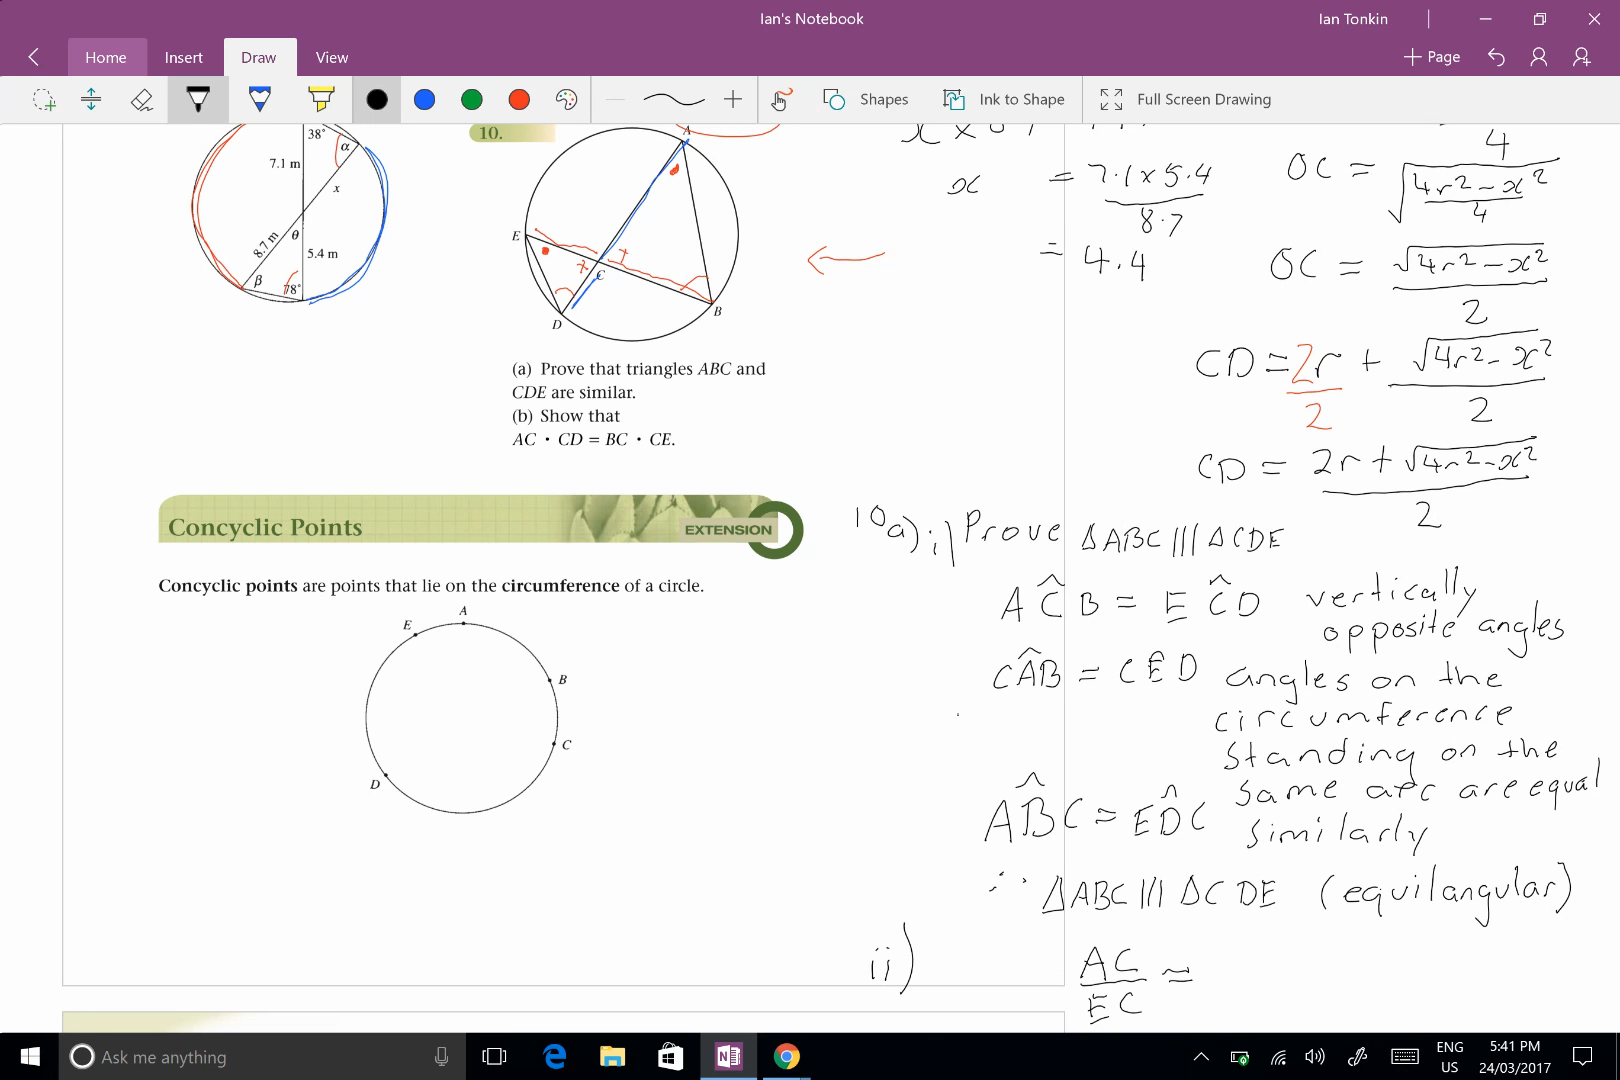 Ian's Notebook
Ian Tonkin
Home Insert Draw View
Page
Shapes
Ink to Shape
Full Screen Drawing
38°
α
7.1 m
x
8.7 m
θ
5.4 m
β
78°
10.
A
E
C
D
B
(a) Prove that triangles ABC and
CDE are similar.
(b) Show that
AC • CD = BC • CE.
x
= 7.1 x 5.4
8.7
= 4.4
4
OC = √4r² - x²
4
OC = √4r² - x²
2
CD = 2r + √4r² - x²
2 2
CD = 2r + √4r² - x²
2
Concyclic Points
EXTENSION
Concyclic points are points that lie on the circumference of a circle.
A
E
B
C
D
10a) i) Prove ΔABC ||| ΔCDE
AĈB = EĈD vertically
opposite angles
CÂB = CÊD angles on the
circumference
standing on the
same arc are equal
AB̂C = ED̂C similarly
∴ ΔABC ||| ΔCDE (equilangular)
ii) AC =
EC
Ask me anything
ENG
US
5:41 PM
24/03/2017